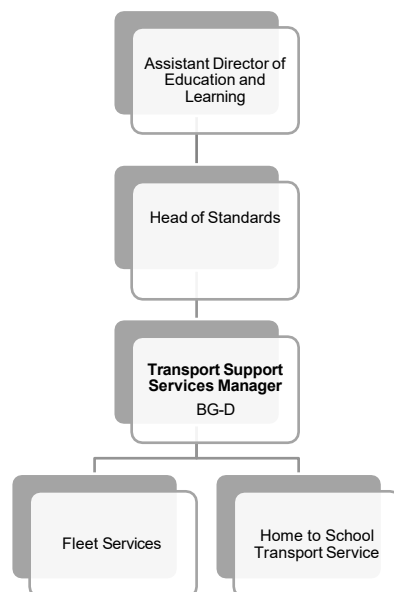 Assistant Director of
Education and
Learning
Head of Standards
Transport Support
Services Manager
BG-D
Fleet Services
Home to School
Transport Service